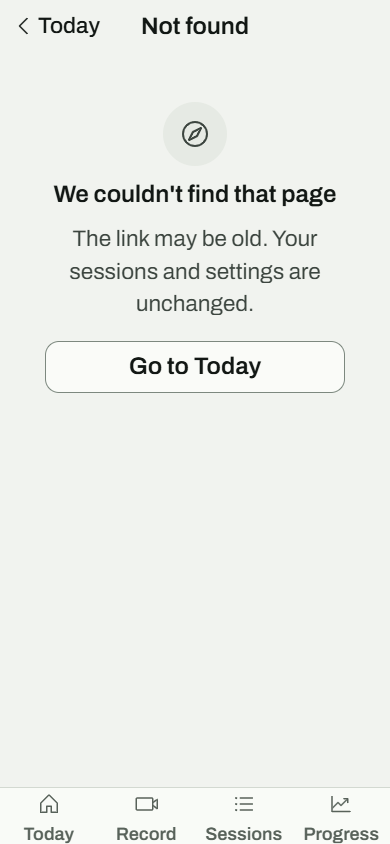 Today
Not found
We couldn't find that page
The link may be old. Your
sessions and settings are
unchanged.
Go to Today
Today
Record
Sessions
Progress